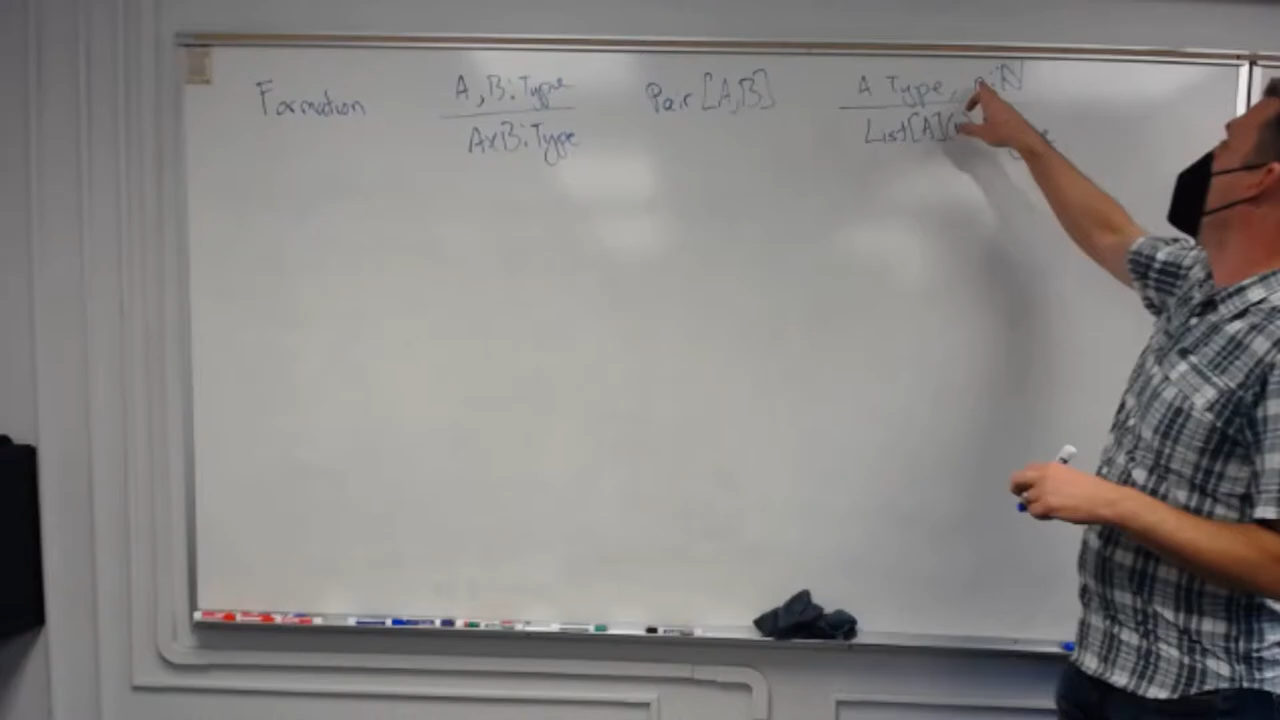 Formation
A, B : Type
A×B : Type
Pair [A,B]
A Type, n : ℕ
List[A](